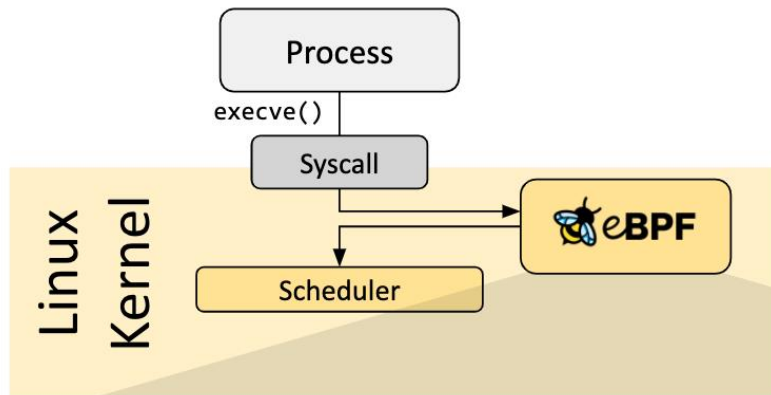 Process
execve()
Syscall
eBPF
Scheduler
Linux
Kernel